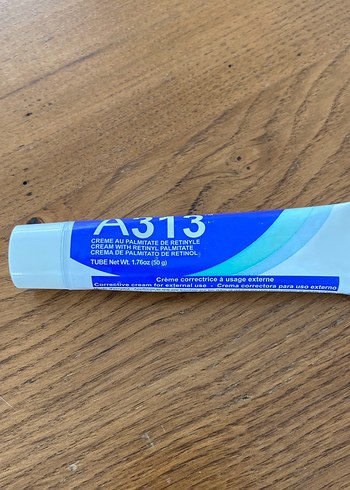 A313
CRÈME AU PALMITATE DE RETINYLE
CREAM WITH RETINYL PALMITATE
CREMA DE PALMITATO DE RETINOL
TUBE Net Wt. 1.76oz (50 g)
Crème correctrice à usage externe
Corrective cream for external use - Crema correctora para uso externo